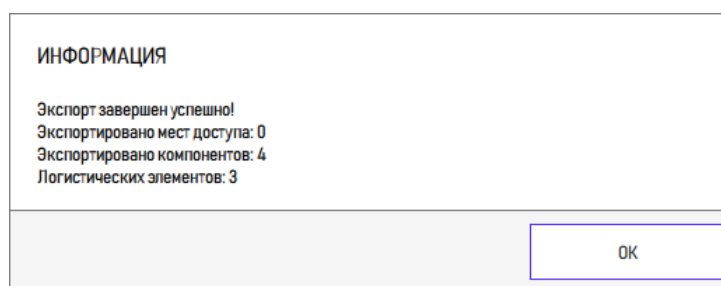 ИНФОРМАЦИЯ
Экспорт завершен успешно!
Экспортировано мест доступа: 0
Экспортировано компонентов: 4
Логистических элементов: 3
ОК